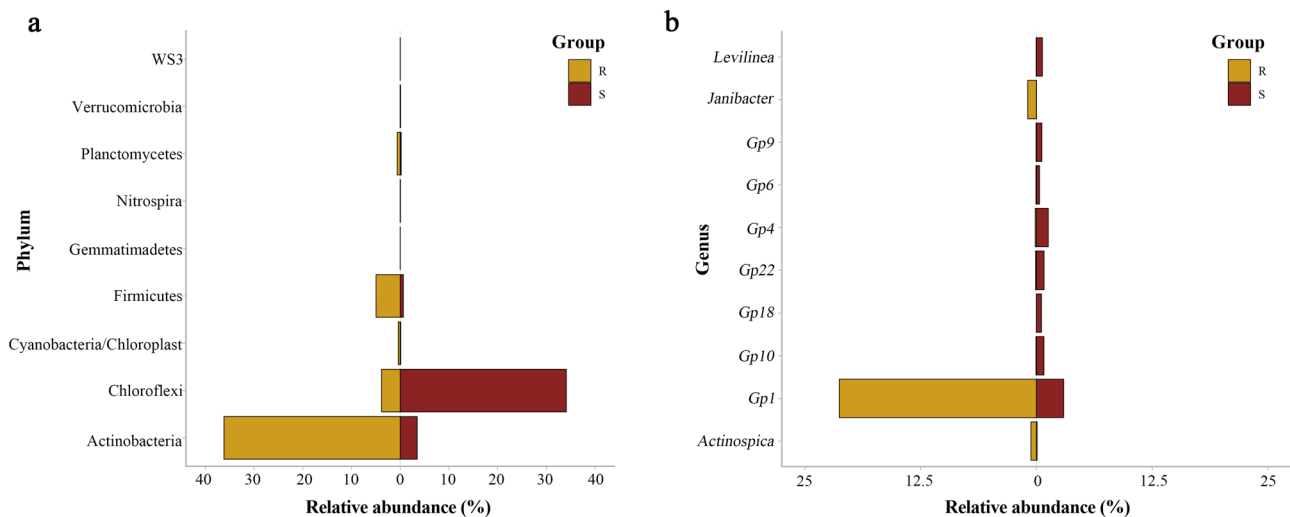 a
Group
R
S
WS3
Verrucomicrobia
Planctomycetes
Nitrospira
Gemmatimadetes
Firmicutes
Cyanobacteria/Chloroplast
Chloroflexi
Actinobacteria
Phylum
40 30 20 10 0 10 20 30 40
Relative abundance (%)
b
Group
R
S
Levilinea
Janibacter
Gp9
Gp6
Gp4
Gp22
Gp18
Gp10
Gp1
Actinospica
Genus
25 12.5 0 12.5 25
Relative abundance (%)